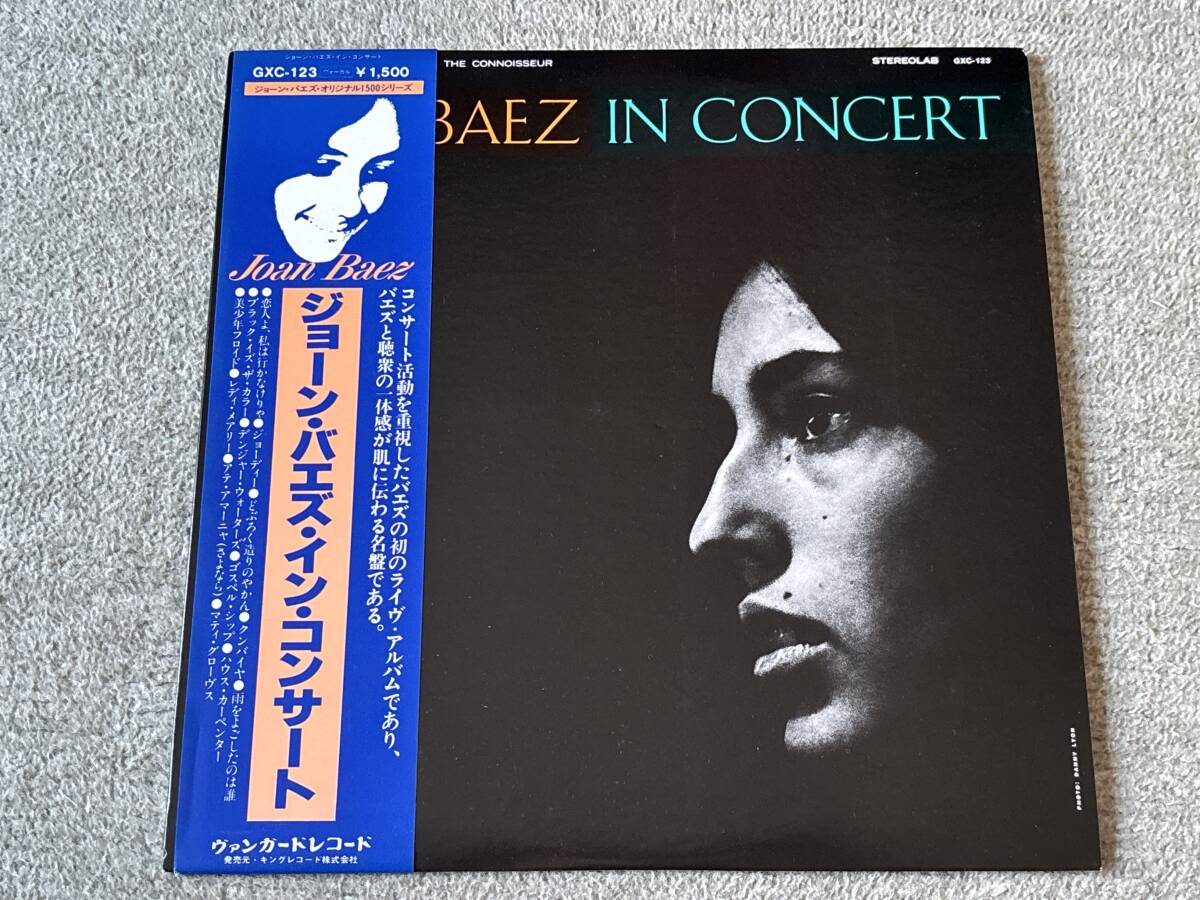 ジョーン・バエズ・イン・コンサート
GXC-123 ヴォーカル ¥1,500
ジョーン・バエズ・オリジナル1500シリーズ
Joan Baez
コンサート活動を重視したバエズの初のライヴ・アルバムであり、
バエズと聴衆の一体感が肌に伝わる名盤である。
ジョーン・バエズ・イン・コンサート
●恋人よ、私は行かなけりゃ●ジョーディー●どぶろく造りのやかん●クンバイヤ●雨をよごしたのは誰
●ブラック・イズ・ザ・カラー●デンジャー・ウォーターズ●ゴスペル・シップ●ハウス・カーペンター
●美少年フロイド●レディ・メアリー●アテ・アマーニャ(さよなら)●マティ・グローヴス
ヴァンガードレコード
発売元・キングレコード株式会社
THE CONNOISSEUR
STEREOLAB GXC-123
BAEZ IN CONCERT
PHOTO: DANNY LYON